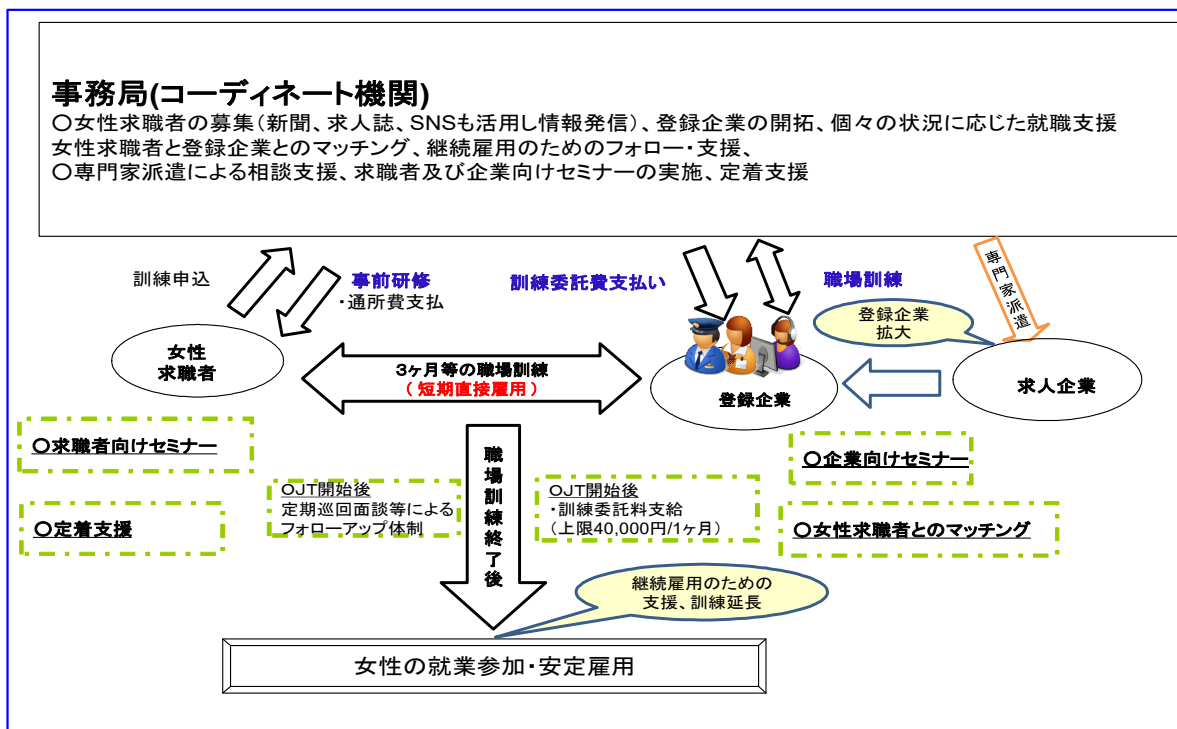 事務局(コーディネート機関)
〇女性求職者の募集(新聞、求人誌、SNSも活用し情報発信)、登録企業の開拓、個々の状況に応じた就職支援
女性求職者と登録企業とのマッチング、継続雇用のためのフォロー・支援、
〇専門家派遣による相談支援、求職者及び企業向けセミナーの実施、定着支援
訓練申込
事前研修
・通所費支払
訓練委託費支払い
職場訓練
専門家派遣
登録企業
拡大
女性
求職者
3ヶ月等の職場訓練
(短期直接雇用)
登録企業
求人企業
〇求職者向けセミナー
〇定着支援
OJT開始後
定期巡回面談等による
フォローアップ体制
職場訓練終了後
OJT開始後
・訓練委託料支給
(上限40,000円/1ヶ月)
〇企業向けセミナー
〇女性求職者とのマッチング
継続雇用のための
支援、訓練延長
女性の就業参加・安定雇用